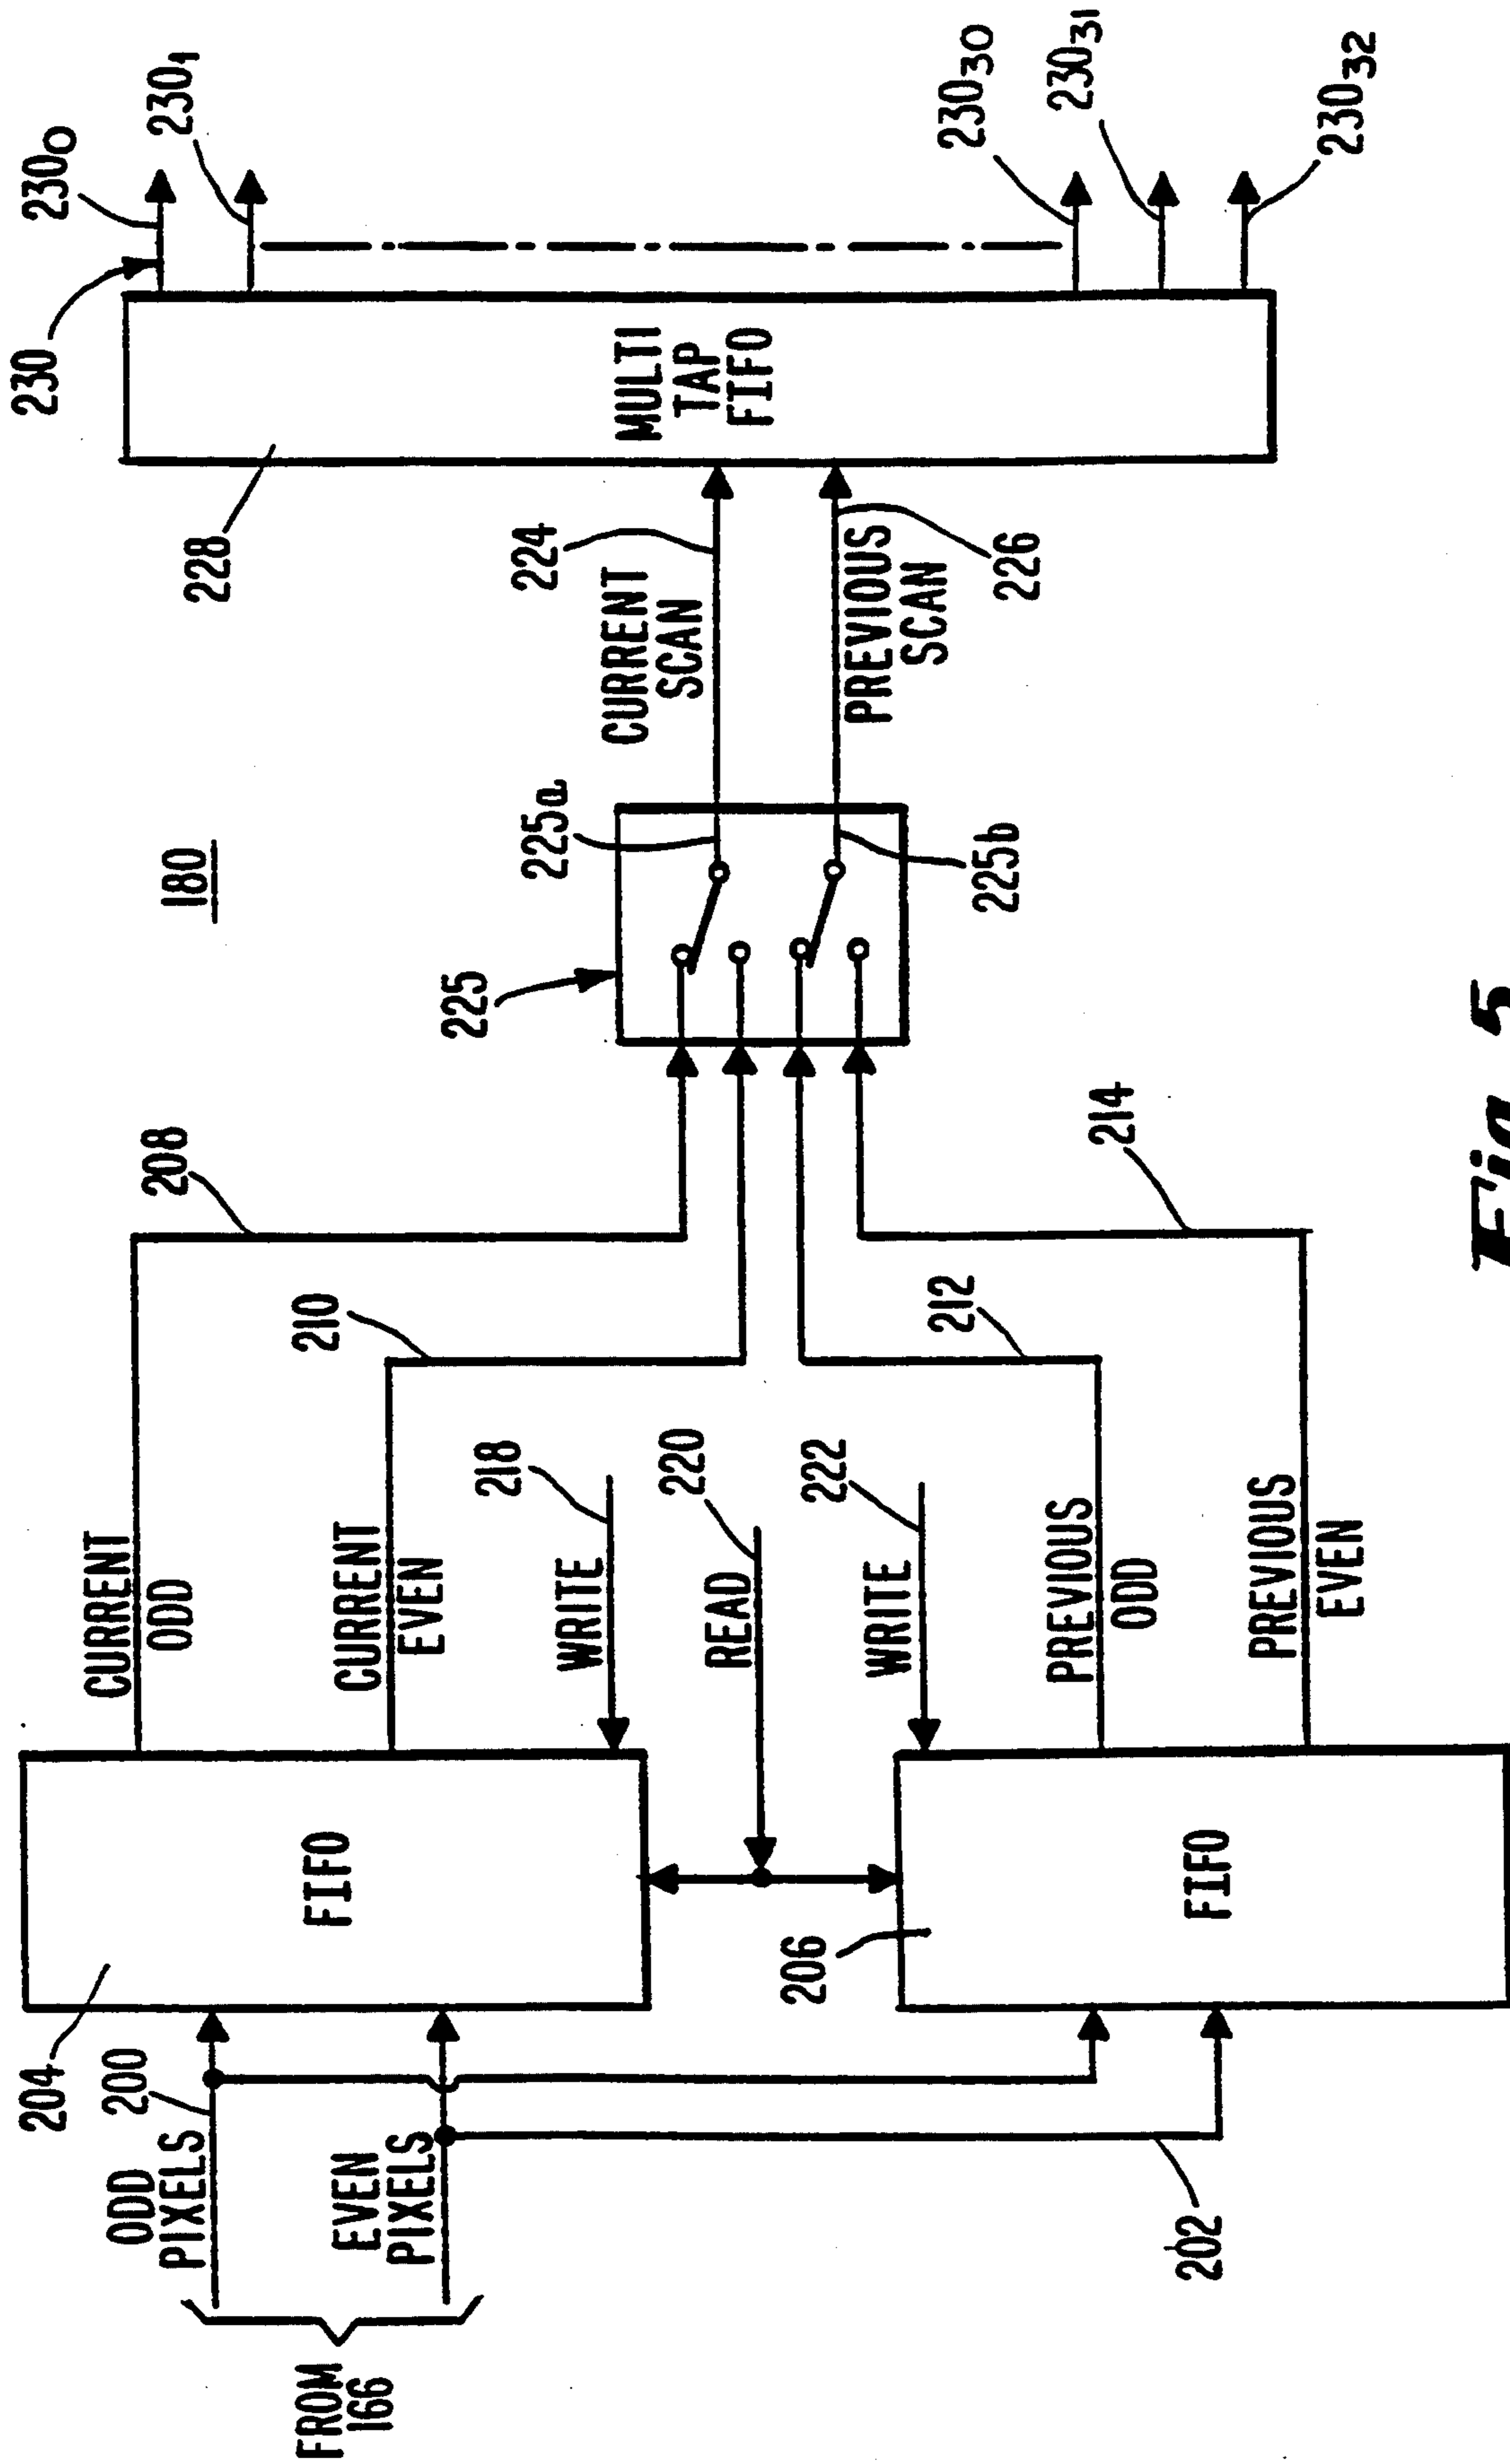 180
FROM
166
ODD
PIXELS
200
EVEN
PIXELS
202
204
FIFO
206
FIFO
CURRENT
ODD
208
CURRENT
EVEN
210
WRITE
218
READ
220
WRITE
222
PREVIOUS
ODD
212
PREVIOUS
EVEN
214
225
225a
225b
CURRENT
SCAN
224
PREVIOUS
SCAN
226
228
MULTI
TAP
FIFO
230
230₀
230₁
230₃₀
230₃₁
230₃₂
Fig. 5